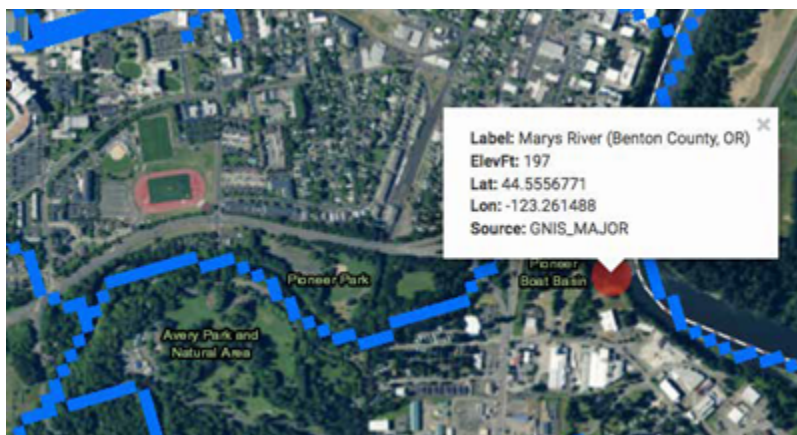 Label: Marys River (Benton County, OR)
ElevFt: 197
Lat: 44.5556771
Lon: -123.261488
Source: GNIS_MAJOR
×
Pioneer
Boat Basin
Pioneer Park
Avery Park and
Natural Area